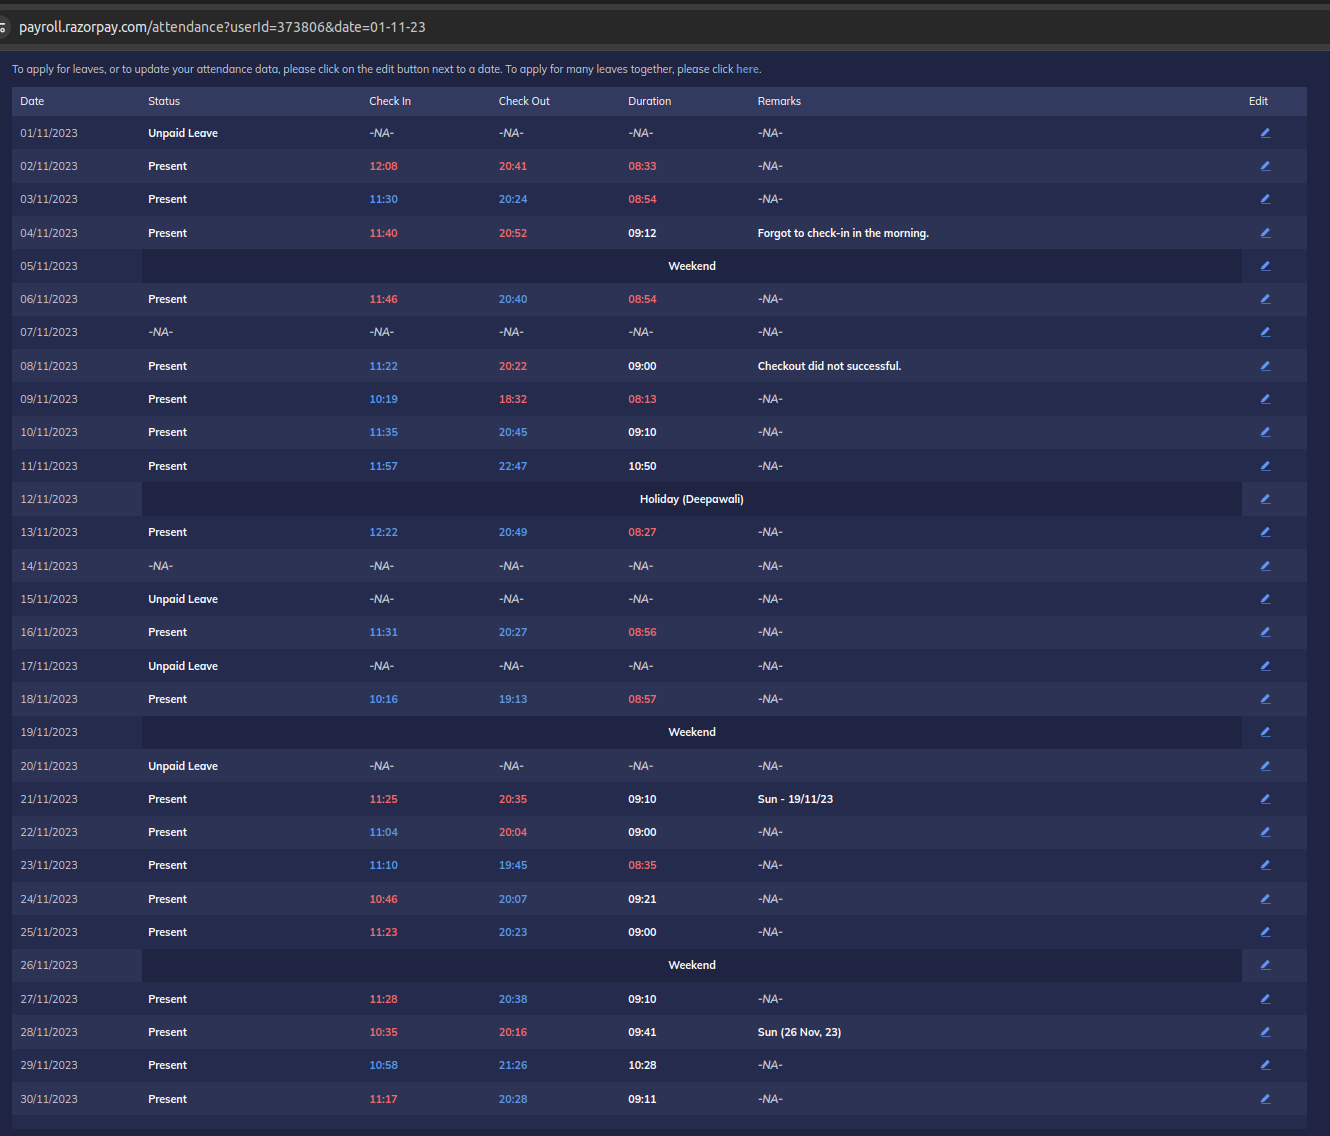 payroll.razorpay.com/attendance?userId=373806&date=01-11-23
To apply for leaves, or to update your attendance data, please click on the edit button next to a date. To apply for many leaves together, please click here.
Date Status Check In Check Out Duration Remarks Edit
01/11/2023 Unpaid Leave -NA- -NA- -NA- -NA-
02/11/2023 Present 12:08 20:41 08:33 -NA-
03/11/2023 Present 11:30 20:24 08:54 -NA-
04/11/2023 Present 11:40 20:52 09:12 Forgot to check-in in the morning.
05/11/2023 Weekend
06/11/2023 Present 11:46 20:40 08:54 -NA-
07/11/2023 -NA- -NA- -NA- -NA- -NA-
08/11/2023 Present 11:22 20:22 09:00 Checkout did not successful.
09/11/2023 Present 10:19 18:32 08:13 -NA-
10/11/2023 Present 11:35 20:45 09:10 -NA-
11/11/2023 Present 11:57 22:47 10:50 -NA-
12/11/2023 Holiday (Deepawali)
13/11/2023 Present 12:22 20:49 08:27 -NA-
14/11/2023 -NA- -NA- -NA- -NA- -NA-
15/11/2023 Unpaid Leave -NA- -NA- -NA- -NA-
16/11/2023 Present 11:31 20:27 08:56 -NA-
17/11/2023 Unpaid Leave -NA- -NA- -NA- -NA-
18/11/2023 Present 10:16 19:13 08:57 -NA-
19/11/2023 Weekend
20/11/2023 Unpaid Leave -NA- -NA- -NA- -NA-
21/11/2023 Present 11:25 20:35 09:10 Sun - 19/11/23
22/11/2023 Present 11:04 20:04 09:00 -NA-
23/11/2023 Present 11:10 19:45 08:35 -NA-
24/11/2023 Present 10:46 20:07 09:21 -NA-
25/11/2023 Present 11:23 20:23 09:00 -NA-
26/11/2023 Weekend
27/11/2023 Present 11:28 20:38 09:10 -NA-
28/11/2023 Present 10:35 20:16 09:41 Sun (26 Nov, 23)
29/11/2023 Present 10:58 21:26 10:28 -NA-
30/11/2023 Present 11:17 20:28 09:11 -NA-